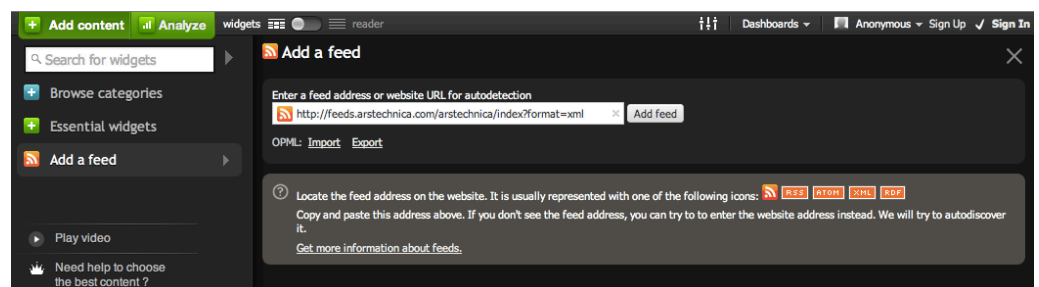 Add content Analyze widgets reader Dashboards Anonymous Sign Up Sign In
Search for widgets
Browse categories
Essential widgets
Add a feed
Play video
Need help to choose
the best content ?
Add a feed
Enter a feed address or website URL for autodetection
http://feeds.arstechnica.com/arstechnica/index?format=xml Add feed
OPML: Import Export
Locate the feed address on the website. It is usually represented with one of the following icons: RSS ATOM XML RDF
Copy and paste this address above. If you don't see the feed address, you can try to to enter the website address instead. We will try to autodiscover
it.
Get more information about feeds.